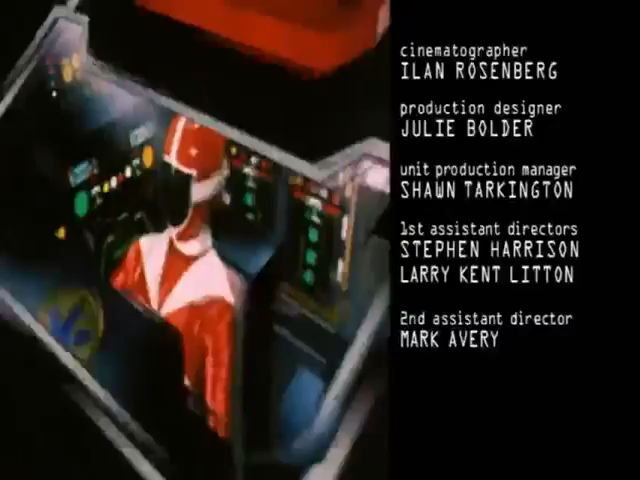 cinematographer
ILAN ROSENBERG
production designer
JULIE BOLDER
unit production manager
SHAWN TARKINGTON
1st assistant directors
STEPHEN HARRISON
LARRY KENT LITTON
2nd assistant director
MARK AVERY